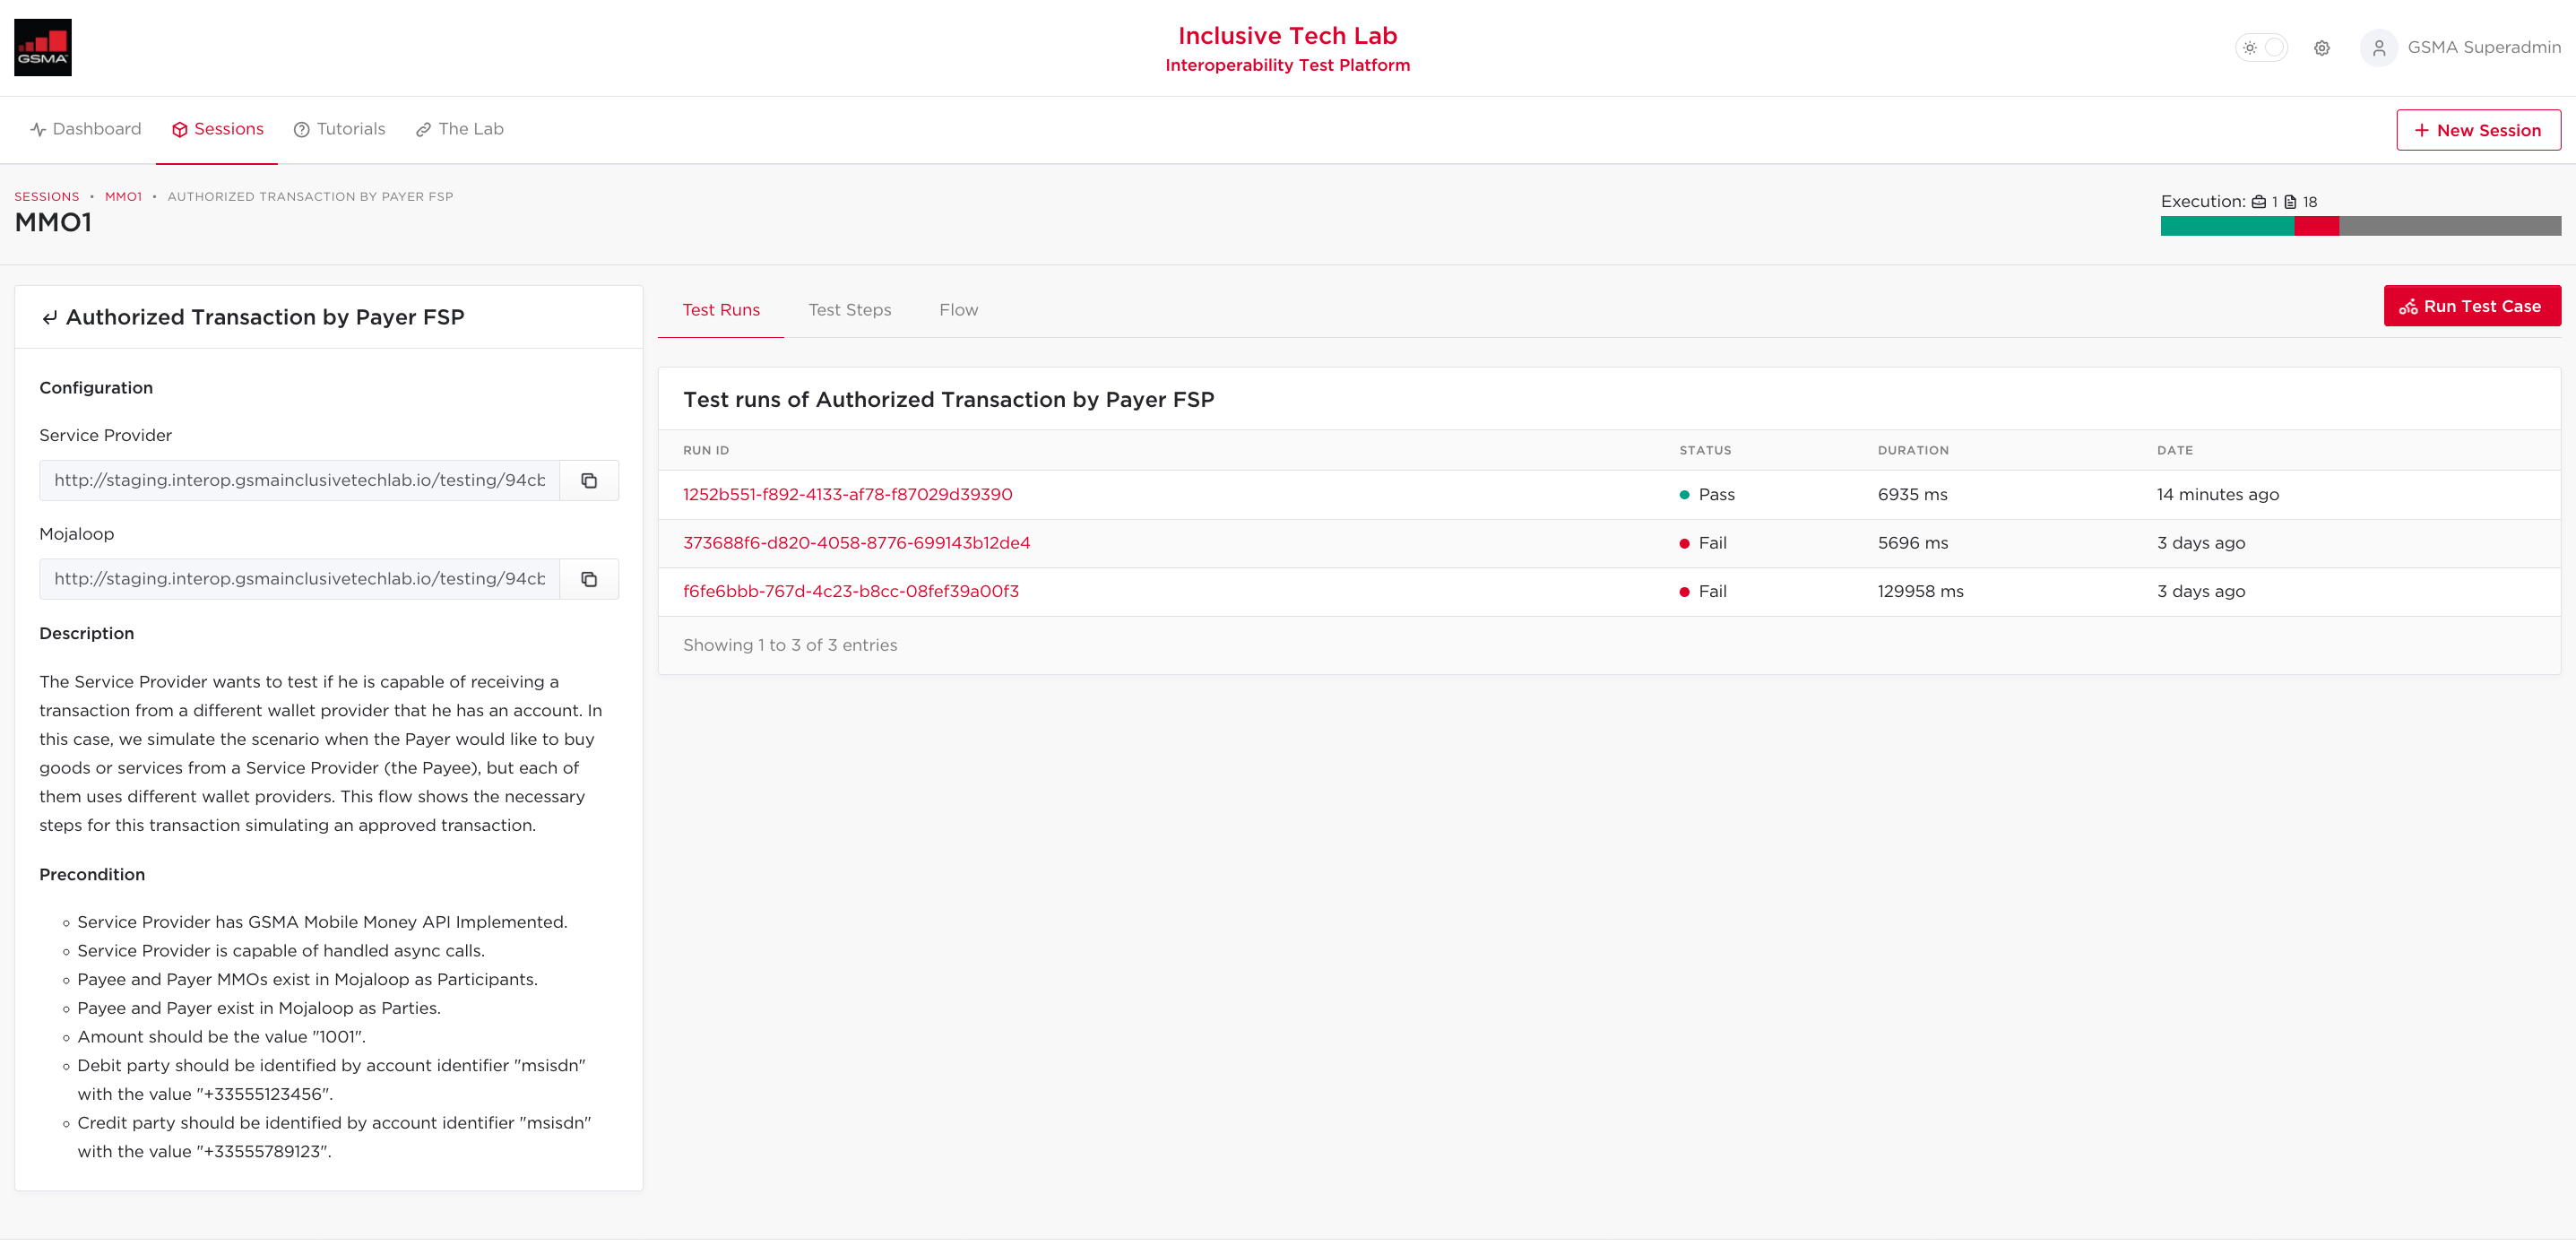 GSMA
Inclusive Tech Lab
Interoperability Test Platform
GSMA Superadmin
Dashboard
Sessions
Tutorials
The Lab
New Session
SESSIONS • MMO1 • AUTHORIZED TRANSACTION BY PAYER FSP
MMO1
Execution: 1 18
Authorized Transaction by Payer FSP
Configuration
Service Provider
http://staging.interop.gsmainclusivetechlab.io/testing/94cb
Mojaloop
http://staging.interop.gsmainclusivetechlab.io/testing/94cb
Description
The Service Provider wants to test if he is capable of receiving a
transaction from a different wallet provider that he has an account. In
this case, we simulate the scenario when the Payer would like to buy
goods or services from a Service Provider (the Payee), but each of
them uses different wallet providers. This flow shows the necessary
steps for this transaction simulating an approved transaction.
Precondition
Service Provider has GSMA Mobile Money API Implemented.
Service Provider is capable of handled async calls.
Payee and Payer MMOs exist in Mojaloop as Participants.
Payee and Payer exist in Mojaloop as Parties.
Amount should be the value "1001".
Debit party should be identified by account identifier "msisdn"
with the value "+33555123456".
Credit party should be identified by account identifier "msisdn"
with the value "+33555789123".
Test Runs
Test Steps
Flow
Run Test Case
Test runs of Authorized Transaction by Payer FSP
RUN ID STATUS DURATION DATE
1252b551-f892-4133-af78-f87029d39390 Pass 6935 ms 14 minutes ago
373688f6-d820-4058-8776-699143b12de4 Fail 5696 ms 3 days ago
f6fe6bbb-767d-4c23-b8cc-08fef39a00f3 Fail 129958 ms 3 days ago
Showing 1 to 3 of 3 entries